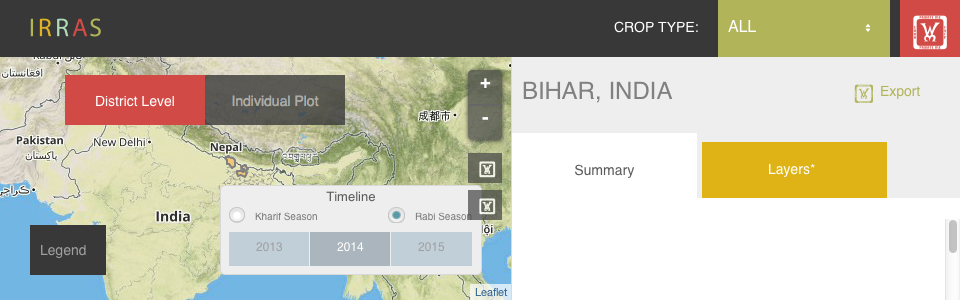 IRRAS
CROP TYPE:
ALL
افغانستان
District Level
Individual Plot
+
-
成都市
BIHAR, INDIA
Export
Pakistan
پاکستان
New Delhi
Nepal
Summary
Layers*
India
Timeline
Kharif Season
Rabi Season
2013
2014
2015
Legend
Leaflet